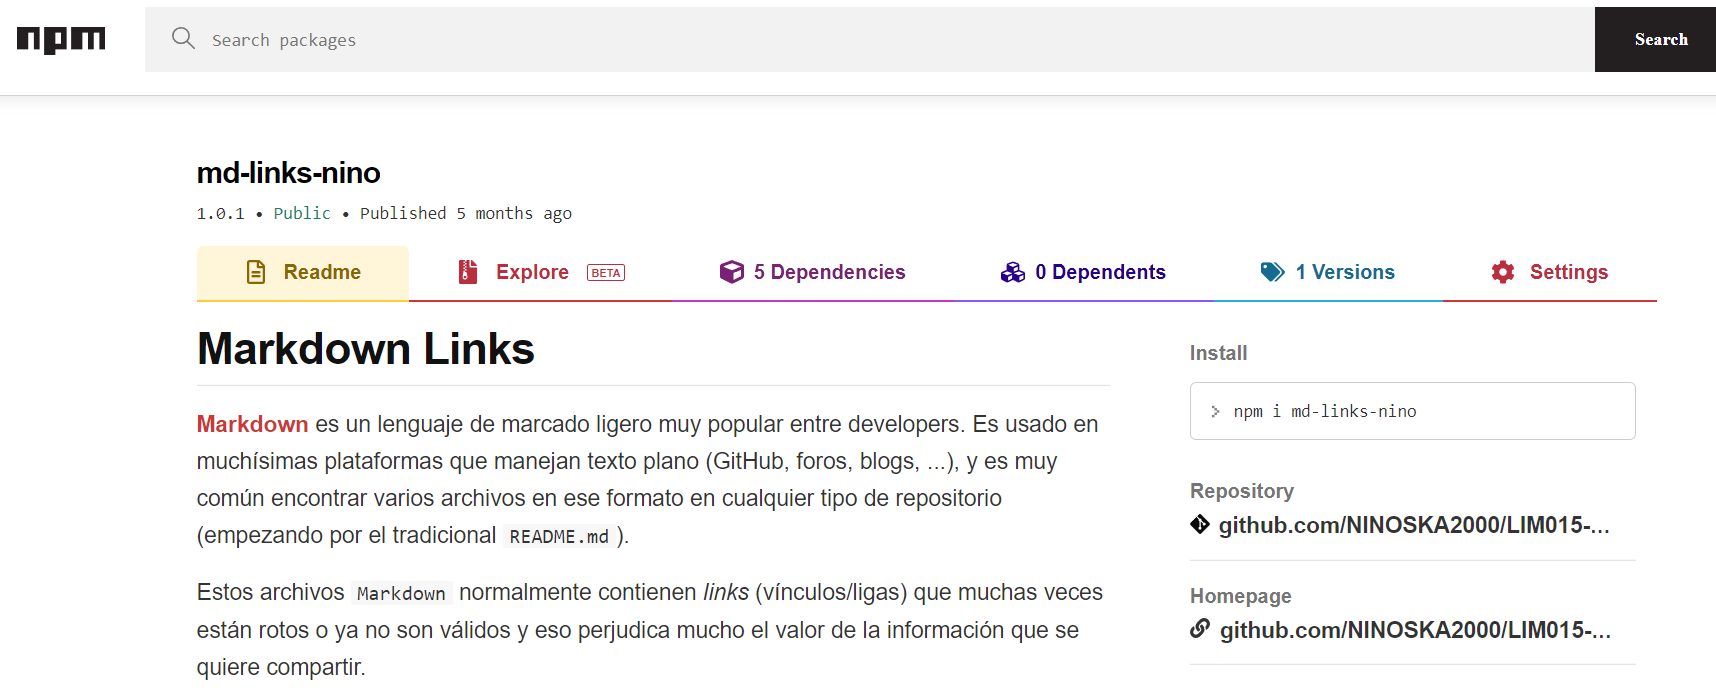 npm
Search packages
Search
md-links-nino
1.0.1 • Public • Published 5 months ago
Readme
Explore BETA
5 Dependencies
0 Dependents
1 Versions
Settings
Markdown Links
Markdown es un lenguaje de marcado ligero muy popular entre developers. Es usado en
muchísimas plataformas que manejan texto plano (GitHub, foros, blogs, ...), y es muy
común encontrar varios archivos en ese formato en cualquier tipo de repositorio
(empezando por el tradicional README.md ).
Estos archivos Markdown normalmente contienen links (vínculos/ligas) que muchas veces
están rotos o ya no son válidos y eso perjudica mucho el valor de la información que se
quiere compartir.
Install
> npm i md-links-nino
Repository
github.com/NINOSKA2000/LIM015-...
Homepage
github.com/NINOSKA2000/LIM015-...